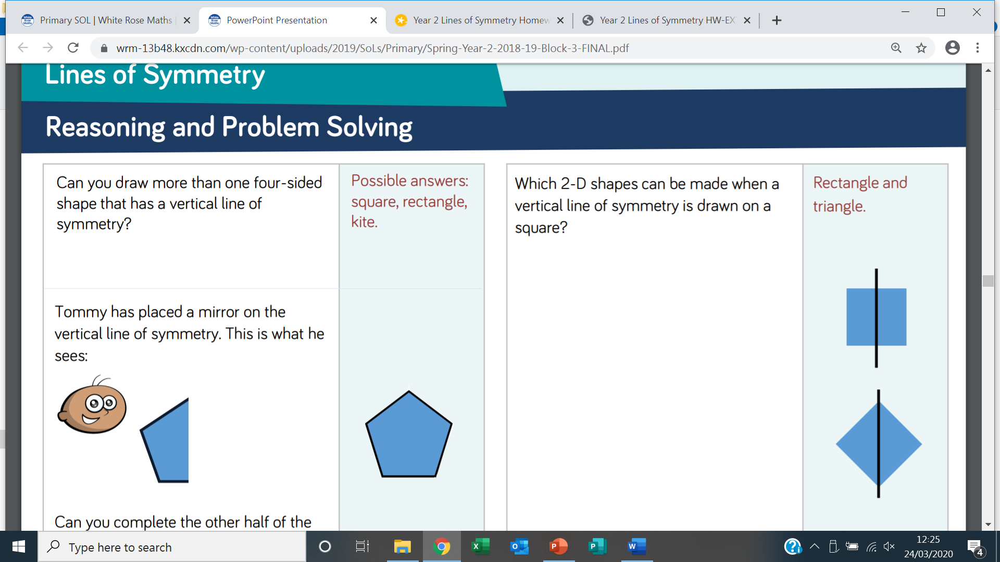 Primary SOL | White Rose Maths |
PowerPoint Presentation
Year 2 Lines of Symmetry Homew
Year 2 Lines of Symmetry HW-EX
wrm-13b48.kxcdn.com/wp-content/uploads/2019/SoLs/Primary/Spring-Year-2-2018-19-Block-3-FINAL.pdf
Lines of Symmetry
Reasoning and Problem Solving
Can you draw more than one four-sided
shape that has a vertical line of
symmetry?
Possible answers:
square, rectangle,
kite.
Tommy has placed a mirror on the
vertical line of symmetry. This is what he
sees:
Can you complete the other half of the
Which 2-D shapes can be made when a
vertical line of symmetry is drawn on a
square?
Rectangle and
triangle.
Type here to search
12:25
24/03/2020
4